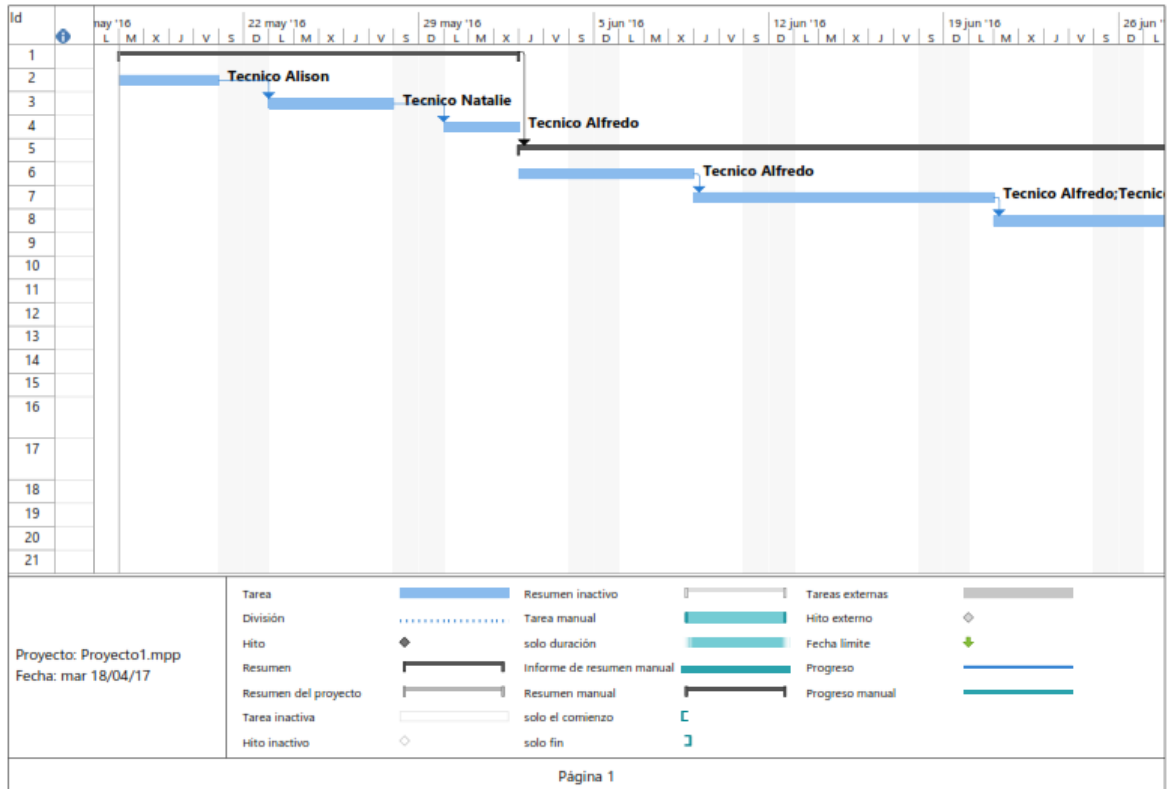 Id
may '16 22 may '16 29 may '16 5 jun '16 12 jun '16 19 jun '16 26 jun '
L M X J V S D L M X J V S D L M X J V S D L M X J V S D L M X J V S D L M X J V S D L
1
2 Tecnico Alison
3 Tecnico Natalie
4 Tecnico Alfredo
5
6 Tecnico Alfredo
7 Tecnico Alfredo;Tecnic
8
9
10
11
12
13
14
15
16
17
18
19
20
21
Proyecto: Proyecto1.mpp
Fecha: mar 18/04/17
Tarea Resumen inactivo Tareas externas
División Tarea manual Hito externo
Hito solo duración Fecha límite
Resumen Informe de resumen manual Progreso
Resumen del proyecto Resumen manual Progreso manual
Tarea inactiva solo el comienzo
Hito inactivo solo fin
Página 1